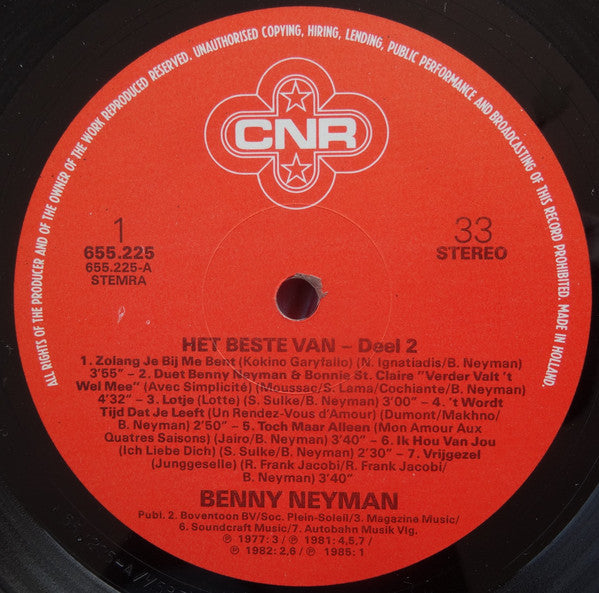 ALL RIGHTS OF THE PRODUCER AND OF THE OWNER OF THE WORK REPRODUCED RESERVED. UNAUTHORISED COPYING, HIRING, LENDING, PUBLIC PERFORMANCE AND BROADCASTING OF THIS RECORD PROHIBITED. MADE IN HOLLAND.
CNR
1
655.225
655.225-A
STEMRA
33
STEREO
HET BESTE VAN – Deel 2
1. Zolang Je Bij Me Bent (Kokino Garyfallo) (N. Ignatiadis/B. Neyman)
3'55" – 2. Duet Benny Neyman & Bonnie St. Claire "Verder Valt 't
Wel Mee" (Avec Simplicité) (Moussac/S. Lama/Cochiante/B. Neyman)
4'32" – 3. Lotje (Lotte) (S. Sulke/B. Neyman) 3'00" – 4. 't Wordt
Tijd Dat Je Leeft (Un Rendez-Vous d'Amour) (Dumont/Makhno/
B. Neyman) 2'50" – 5. Toch Maar Alleen (Mon Amour Aux
Quatres Saisons) (Jairo/B. Neyman) 3'40" – 6. Ik Hou Van Jou
(Ich Liebe Dich) (S. Sulke/B. Neyman) 2'30" – 7. Vrijgezel
(Junggeselle) (R. Frank Jacobi/R. Frank Jacobi/
B. Neyman) 3'40"
BENNY NEYMAN
Publ. 2. Boventoon BV/Soc. Plein-Soleil/3. Magazine Music/
6. Soundcraft Music/7. Autobahn Musik Vlg.
℗ 1977: 3 / ℗ 1981: 4,5,7 /
℗ 1982: 2,6 / ℗ 1985: 1